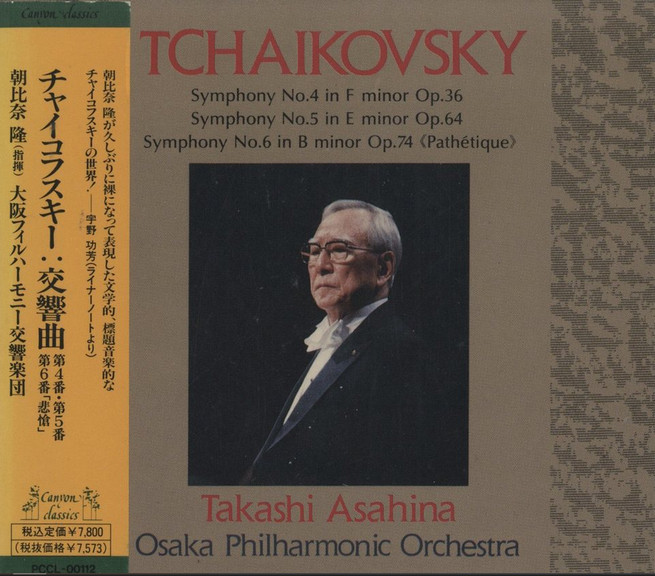 Canyon classics
朝比奈 隆が久しぶりに裸になって表現した文学的、標題音楽的な
チャイコフスキーの世界!——宇野 功芳(ライナーノートより)
チャイコフスキー:交響曲 第4番・第5番
第6番「悲愴」
朝比奈 隆(指揮) 大阪フィルハーモニー交響楽団
Canyon
classics
税込定価¥7,800
(税抜価格¥7,573)
PCCL-00112
TCHAIKOVSKY
Symphony No.4 in F minor Op.36
Symphony No.5 in E minor Op.64
Symphony No.6 in B minor Op.74《Pathétique》
Takashi Asahina
Osaka Philharmonic Orchestra